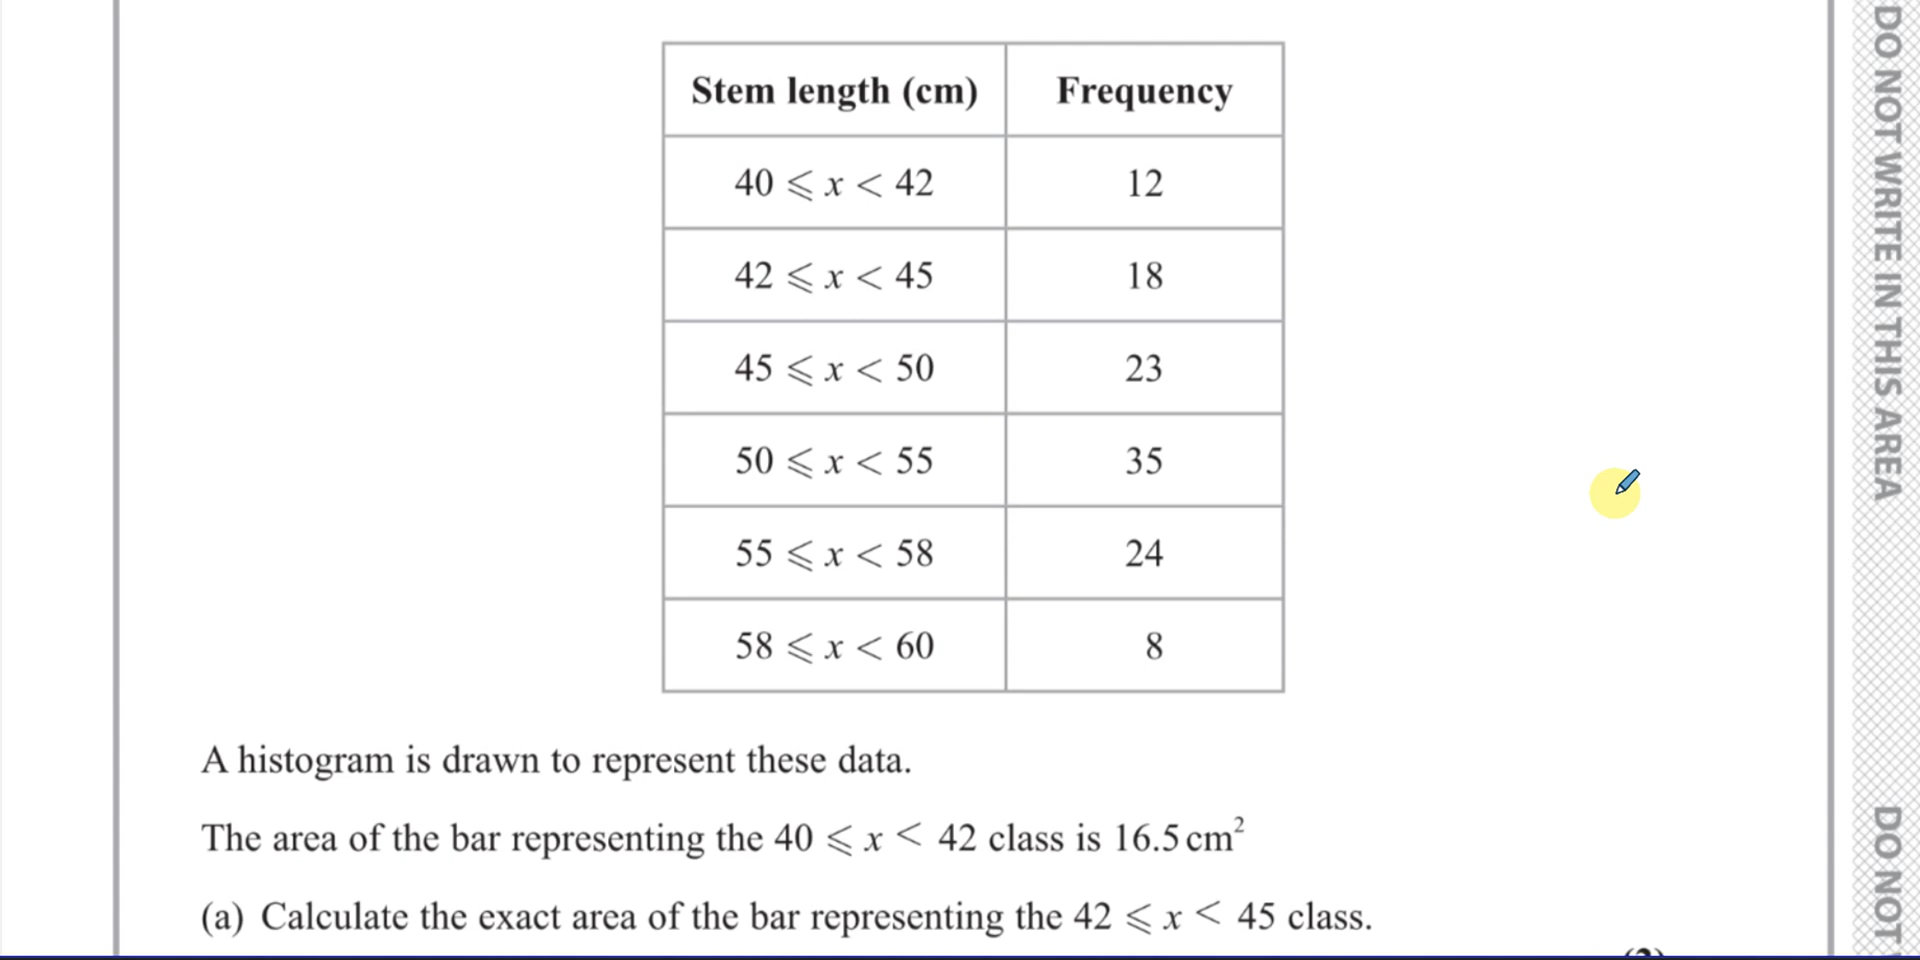 Stem length (cm) Frequency
40 ⩽ x < 42 12
42 ⩽ x < 45 18
45 ⩽ x < 50 23
50 ⩽ x < 55 35
55 ⩽ x < 58 24
58 ⩽ x < 60 8
A histogram is drawn to represent these data.
The area of the bar representing the 40 ⩽ x < 42 class is 16.5 cm²
(a) Calculate the exact area of the bar representing the 42 ⩽ x < 45 class.
DO NOT WRITE IN THIS AREA
DO NOT